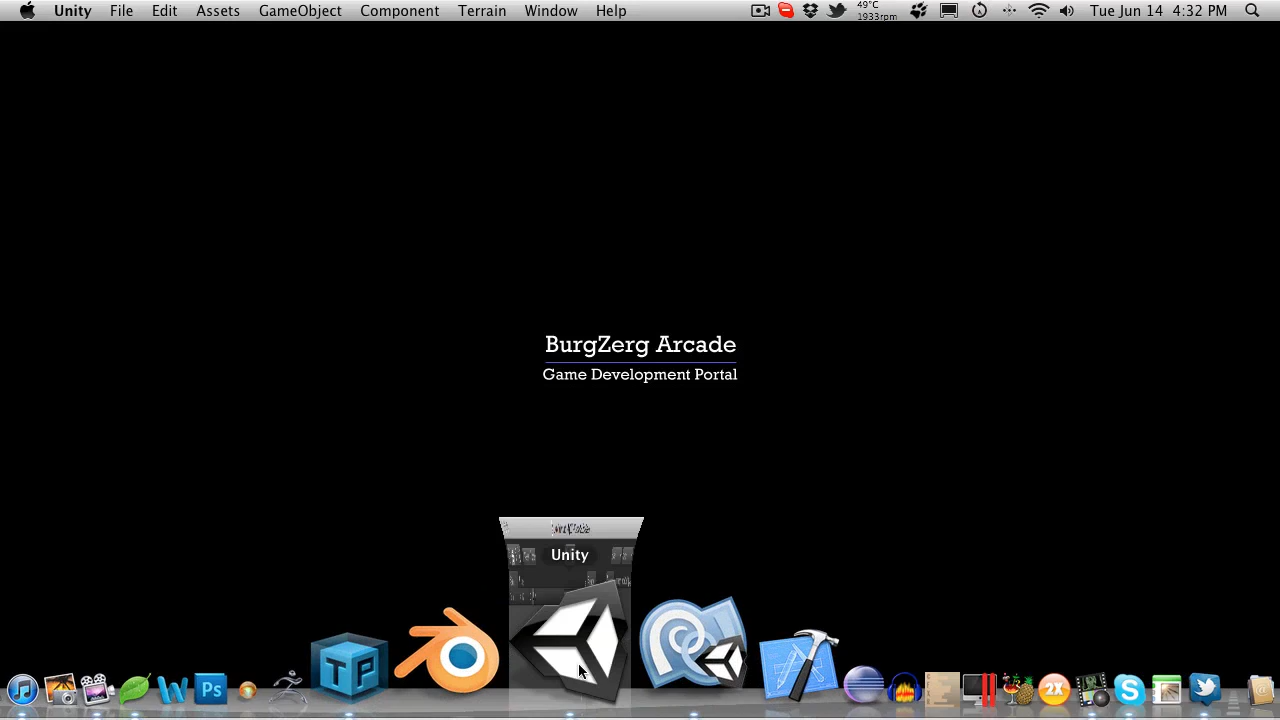 Unity File Edit Assets GameObject Component Terrain Window Help 49°C 1933rpm Tue Jun 14 4:32 PM
BurgZerg Arcade
Game Development Portal
Unity
TP
W Ps 2X S